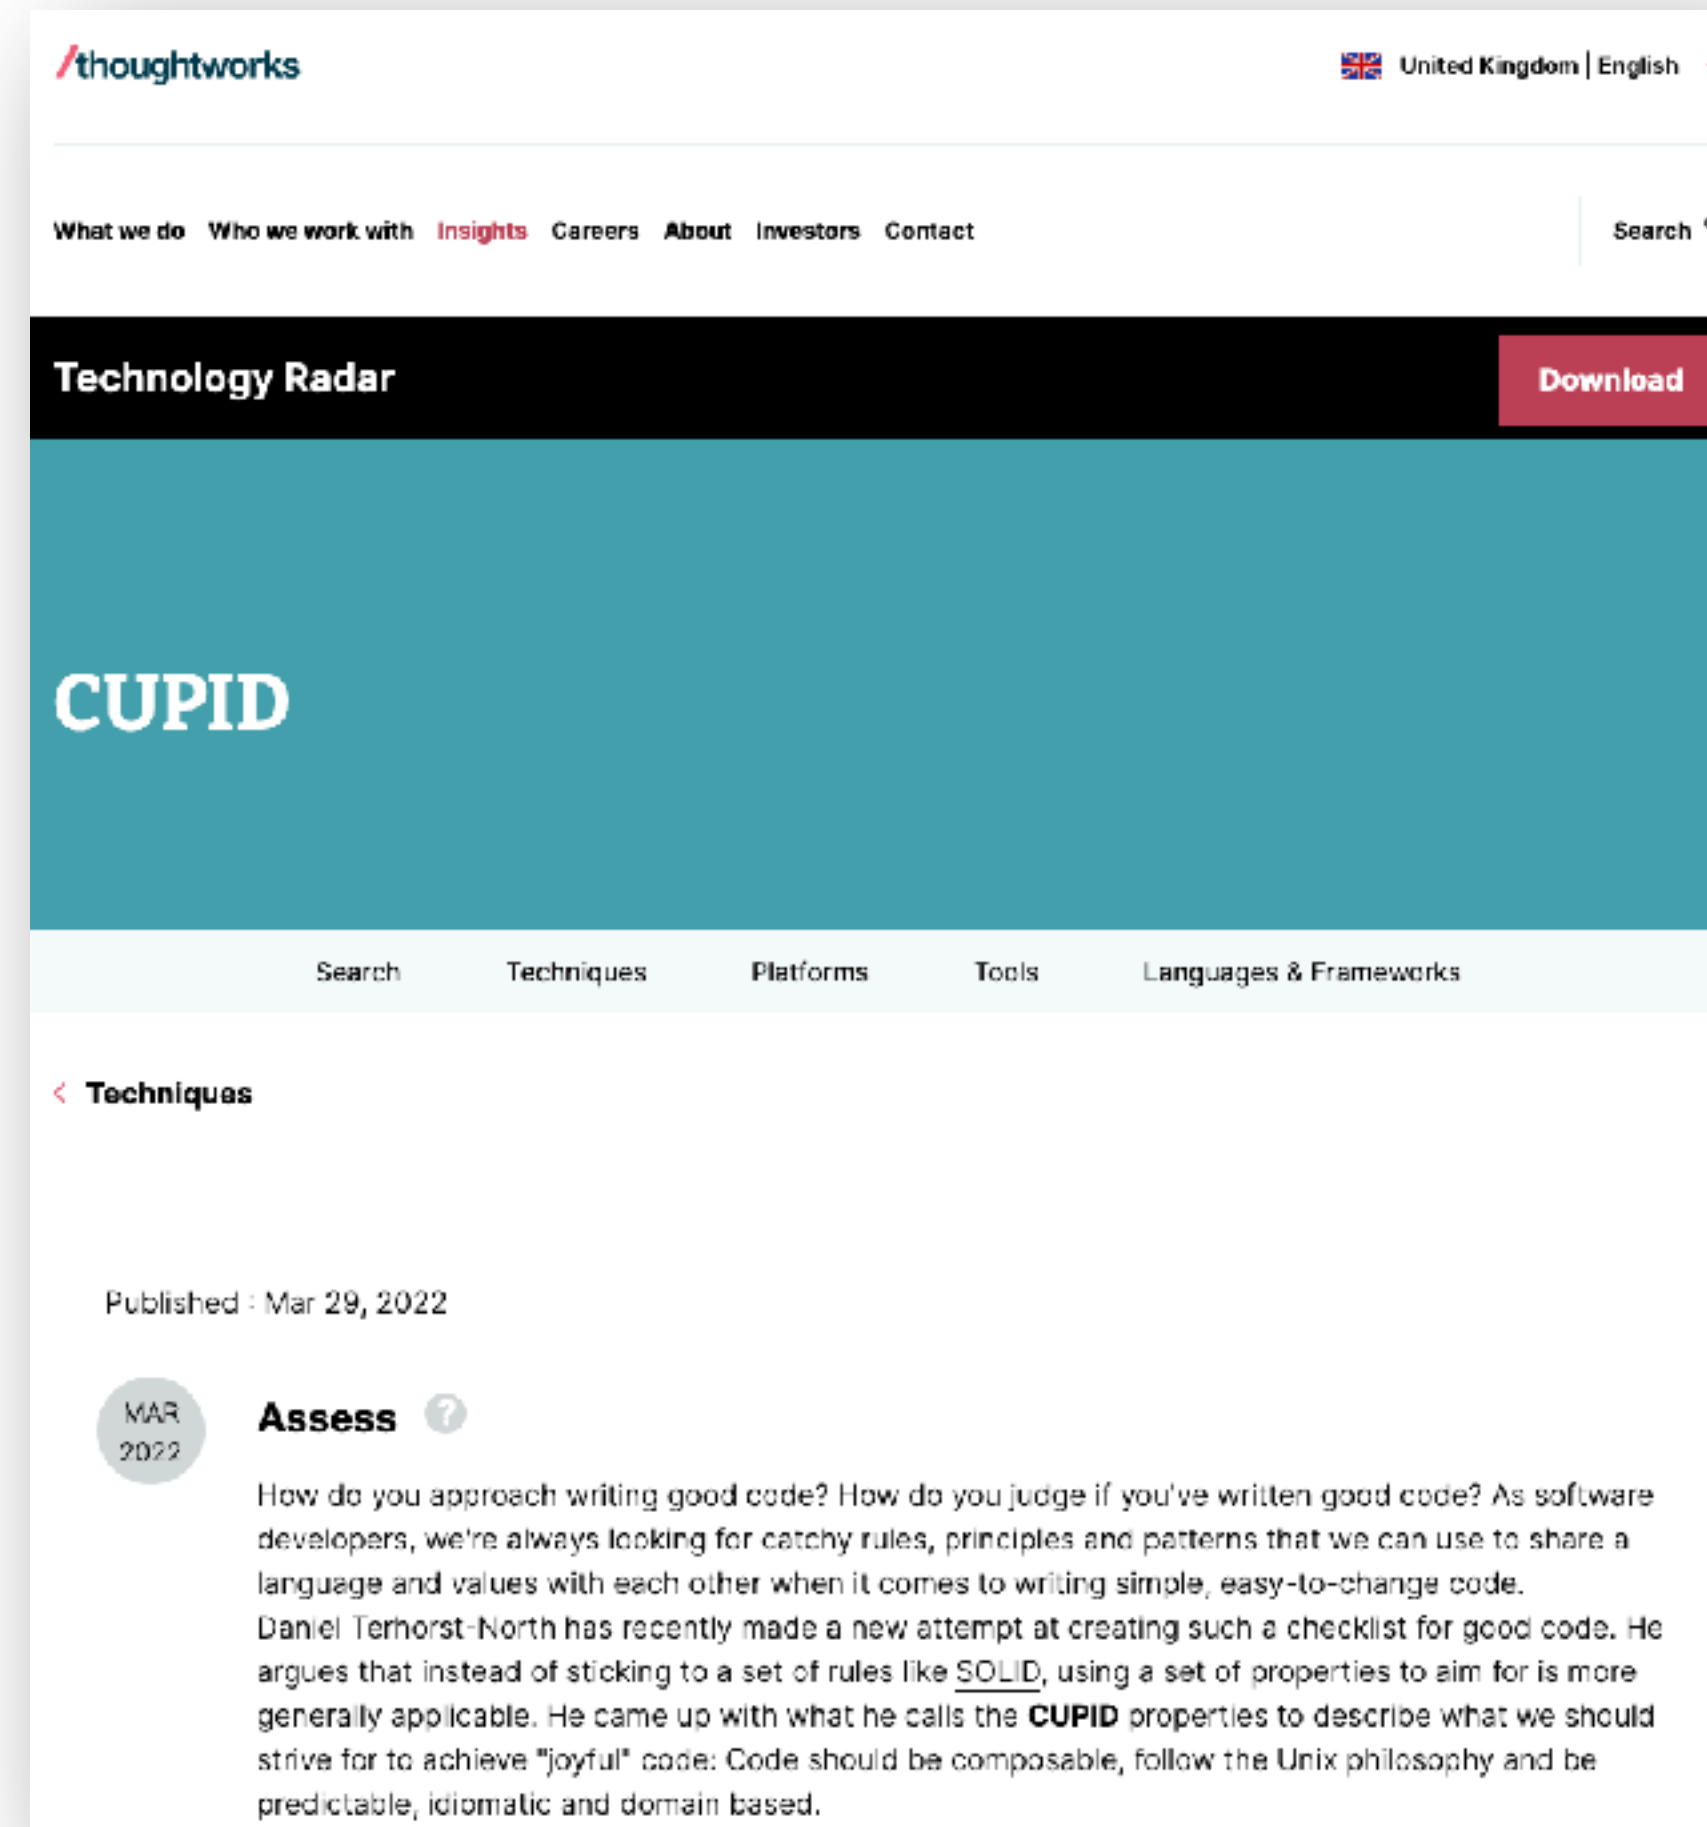 /thoughtworks
United Kingdom | English
What we do Who we work with Insights Careers About Investors Contact
Search
Technology Radar
Download
CUPID
Search Techniques Platforms Tools Languages & Frameworks
< Techniques
Published : Mar 29, 2022
MAR
2022
Assess ?
How do you approach writing good code? How do you judge if you've written good code? As software
developers, we're always looking for catchy rules, principles and patterns that we can use to share a
language and values with each other when it comes to writing simple, easy-to-change code.
Daniel Terhorst-North has recently made a new attempt at creating such a checklist for good code. He
argues that instead of sticking to a set of rules like SOLID, using a set of properties to aim for is more
generally applicable. He came up with what he calls the CUPID properties to describe what we should
strive for to achieve "joyful" code: Code should be composable, follow the Unix philosophy and be
predictable, idiomatic and domain based.